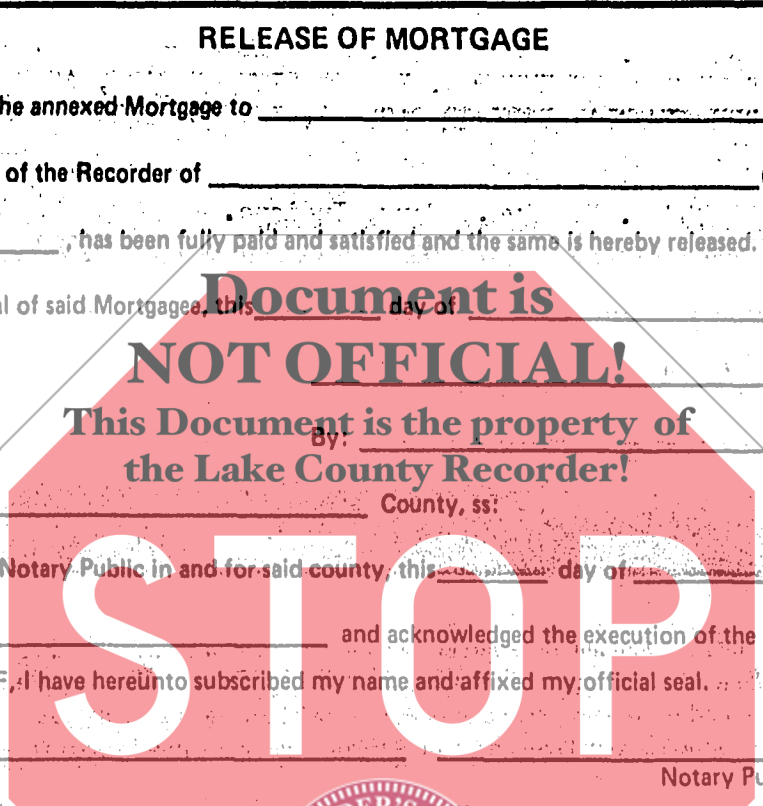 RELEASE OF MORTGAGE
he annexed Mortgage to
of the Recorder of
, has been fully paid and satisfied and the same is hereby released.
al of said Mortgagee, this day of
Document is
NOT OFFICIAL!
This Document is the property of
By:
the Lake County Recorder!
County, ss:
Notary Public in and for said county, this day of
STOP
and acknowledged the execution of the
F, I have hereunto subscribed my name and affixed my official seal.
Notary Pu